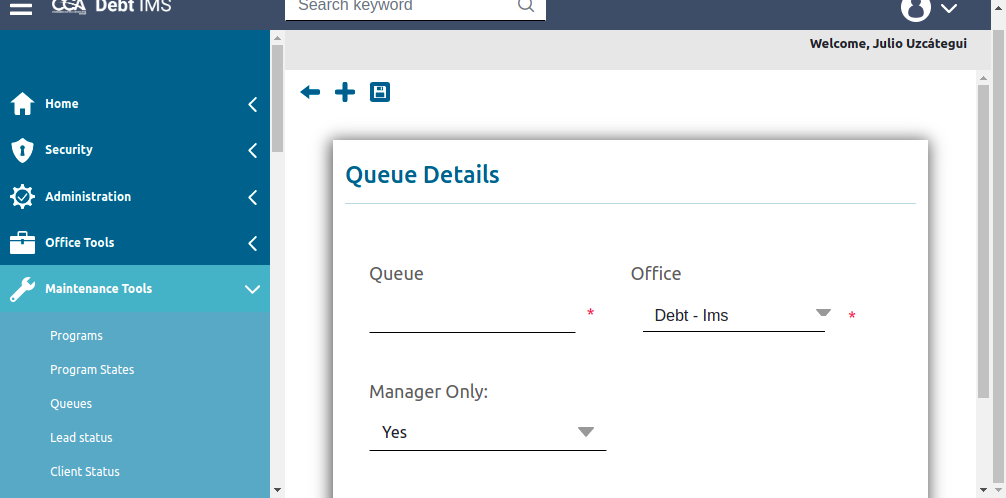 CCA Debt IMS
Search keyword
Welcome, Julio Uzcátegui
Home
Security
Administration
Office Tools
Maintenance Tools
Programs
Program States
Queues
Lead status
Client Status
Queue Details
Queue
Office
*
Debt - Ims
*
Manager Only:
Yes